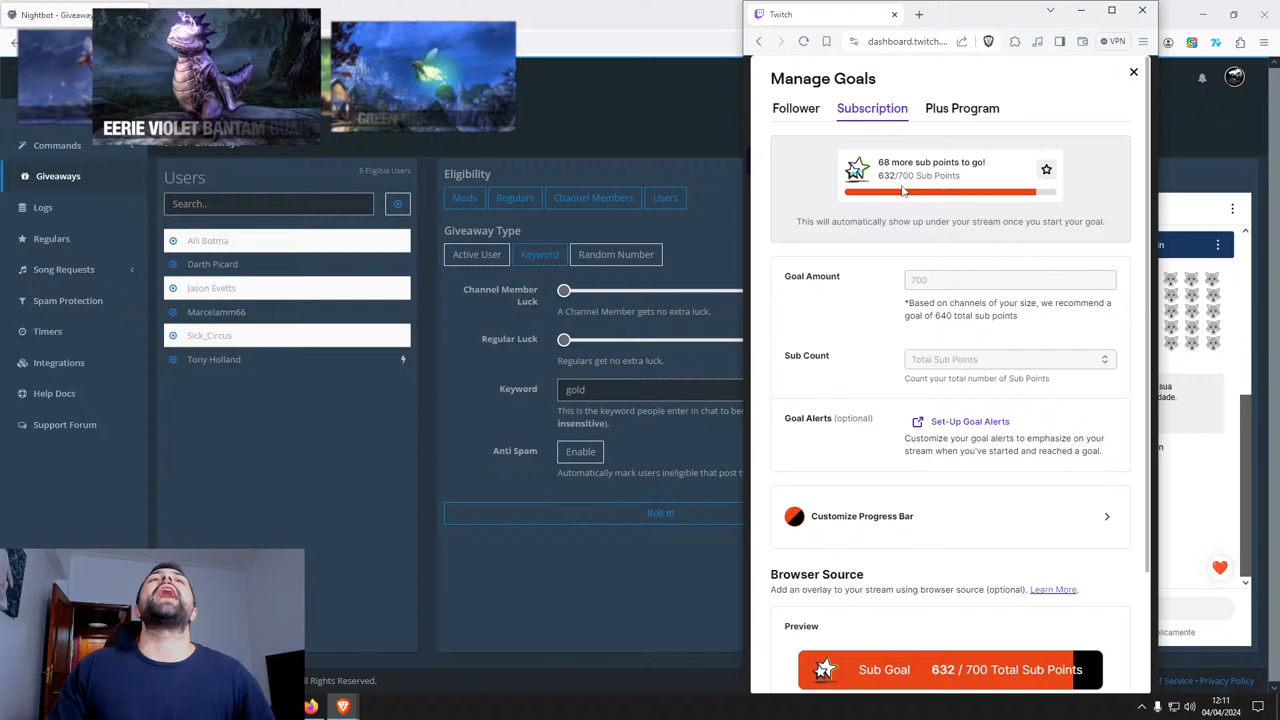 Nightbot - Giveaways
Twitch
dashboard.twitch....
VPN
EERIE VIOLET BANTAM
GREEN
Commands
Giveaways
Logs
Regulars
Song Requests
Spam Protection
Timers
Integrations
Help Docs
Support Forum
Users
6 Eligible Users
Search..
Alli Botma
Darth Picard
Jason Evetts
Marcelamm66
Sick_Circus
Tony Holland
Eligibility
Mods
Regulars
Channel Members
Users
Giveaway Type
Active User
Keyword
Random Number
Channel Member
Luck
A Channel Member gets no extra luck.
Regular Luck
Regulars get no extra luck.
Keyword
gold
This is the keyword people enter in chat to be
insensitive).
Anti Spam
Enable
Automatically mark users ineligible that post t
Roll It!
ll Rights Reserved.
Manage Goals
Follower
Subscription
Plus Program
68 more sub points to go!
632/700 Sub Points
This will automatically show up under your stream once you start your goal.
Goal Amount
700
*Based on channels of your size, we recommend a
goal of 640 total sub points
Sub Count
Total Sub Points
Count your total number of Sub Points
Goal Alerts (optional)
Set-Up Goal Alerts
Customize your goal alerts to emphasize on your
stream when you've started and reached a goal.
Customize Progress Bar
Browser Source
Add an overlay to your stream using browser source (optional). Learn More.
Preview
Sub Goal 632 / 700 Total Sub Points
in
sua
dade.
n
licamente
f Service · Privacy Policy
12:11
04/04/2024